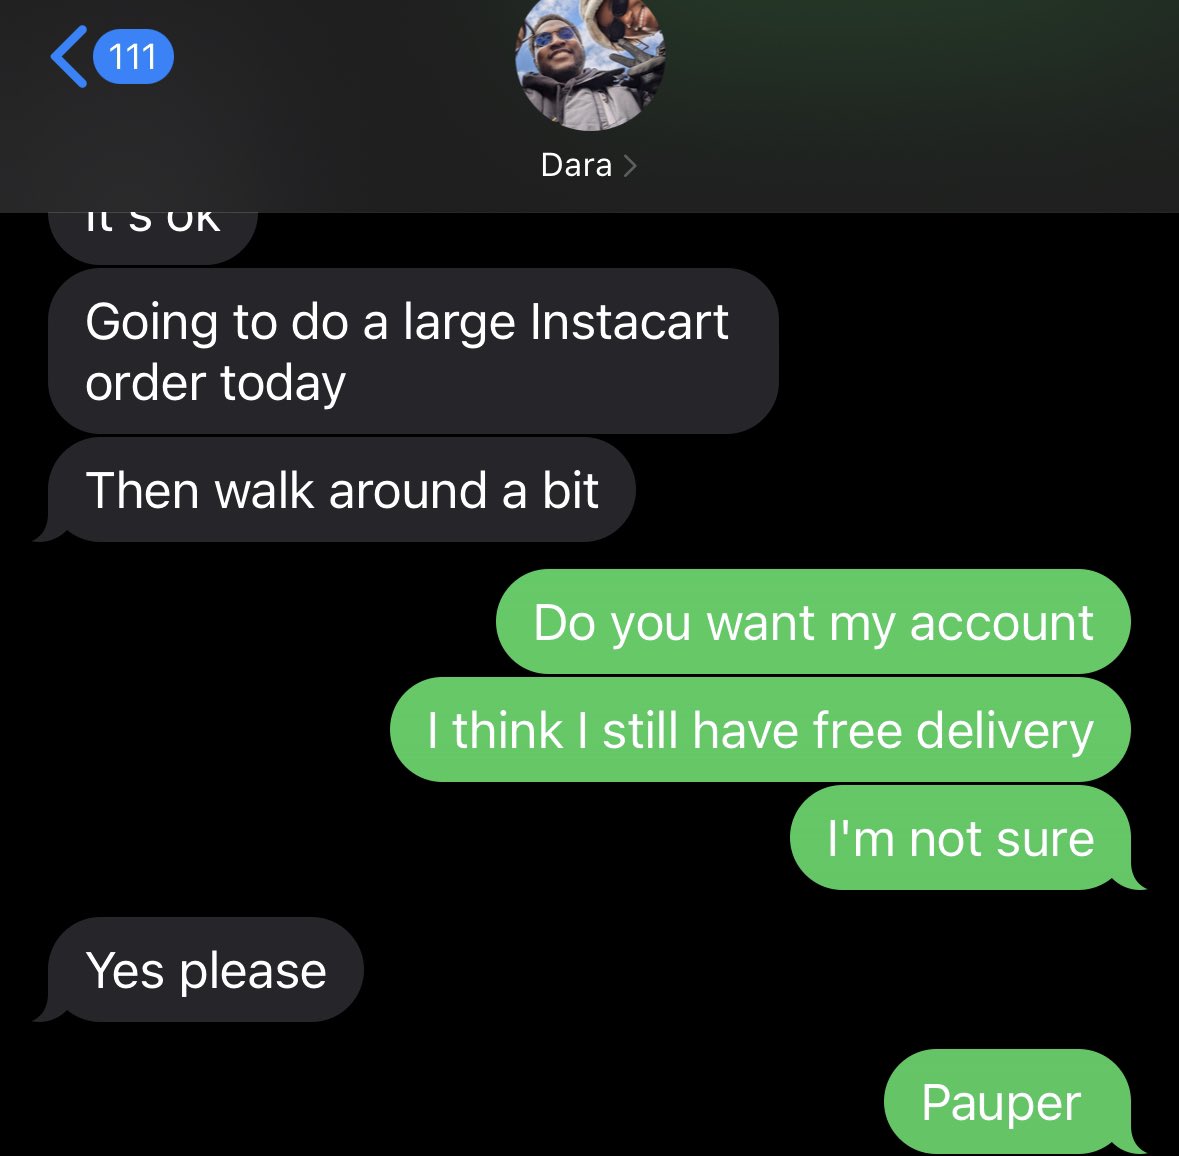 111
Dara
It's ok
Going to do a large Instacart
order today
Then walk around a bit
Do you want my account
I think I still have free delivery
I'm not sure
Yes please
Pauper